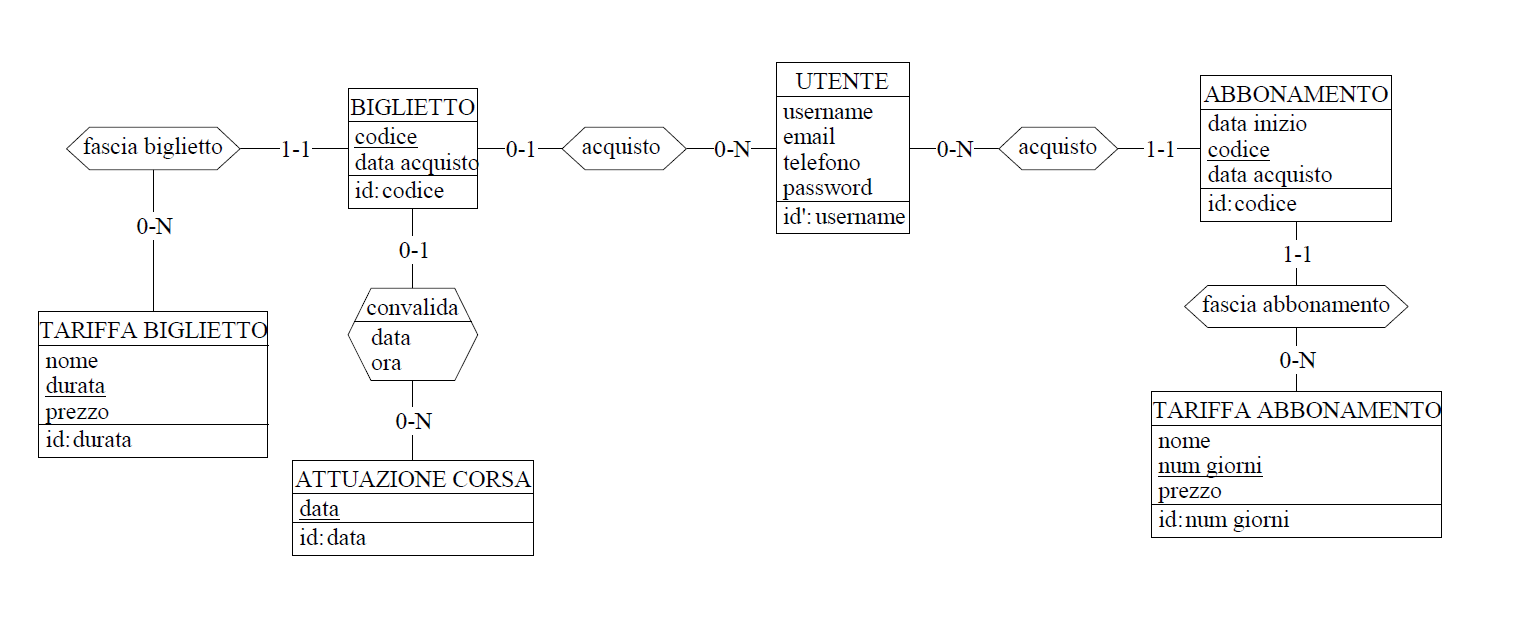 fascia biglietto
1-1
0-N
BIGLIETTO
codice
data acquisto
id: codice
0-1
acquisto
0-N
UTENTE
username
email
telefono
password
id': username
0-N
acquisto
1-1
ABBONAMENTO
data inizio
codice
data acquisto
id: codice
1-1
fascia abbonamento
0-N
TARIFFA ABBONAMENTO
nome
num giorni
prezzo
id: num giorni
TARIFFA BIGLIETTO
nome
durata
prezzo
id: durata
0-1
convalida
data
ora
0-N
ATTUAZIONE CORSA
data
id: data